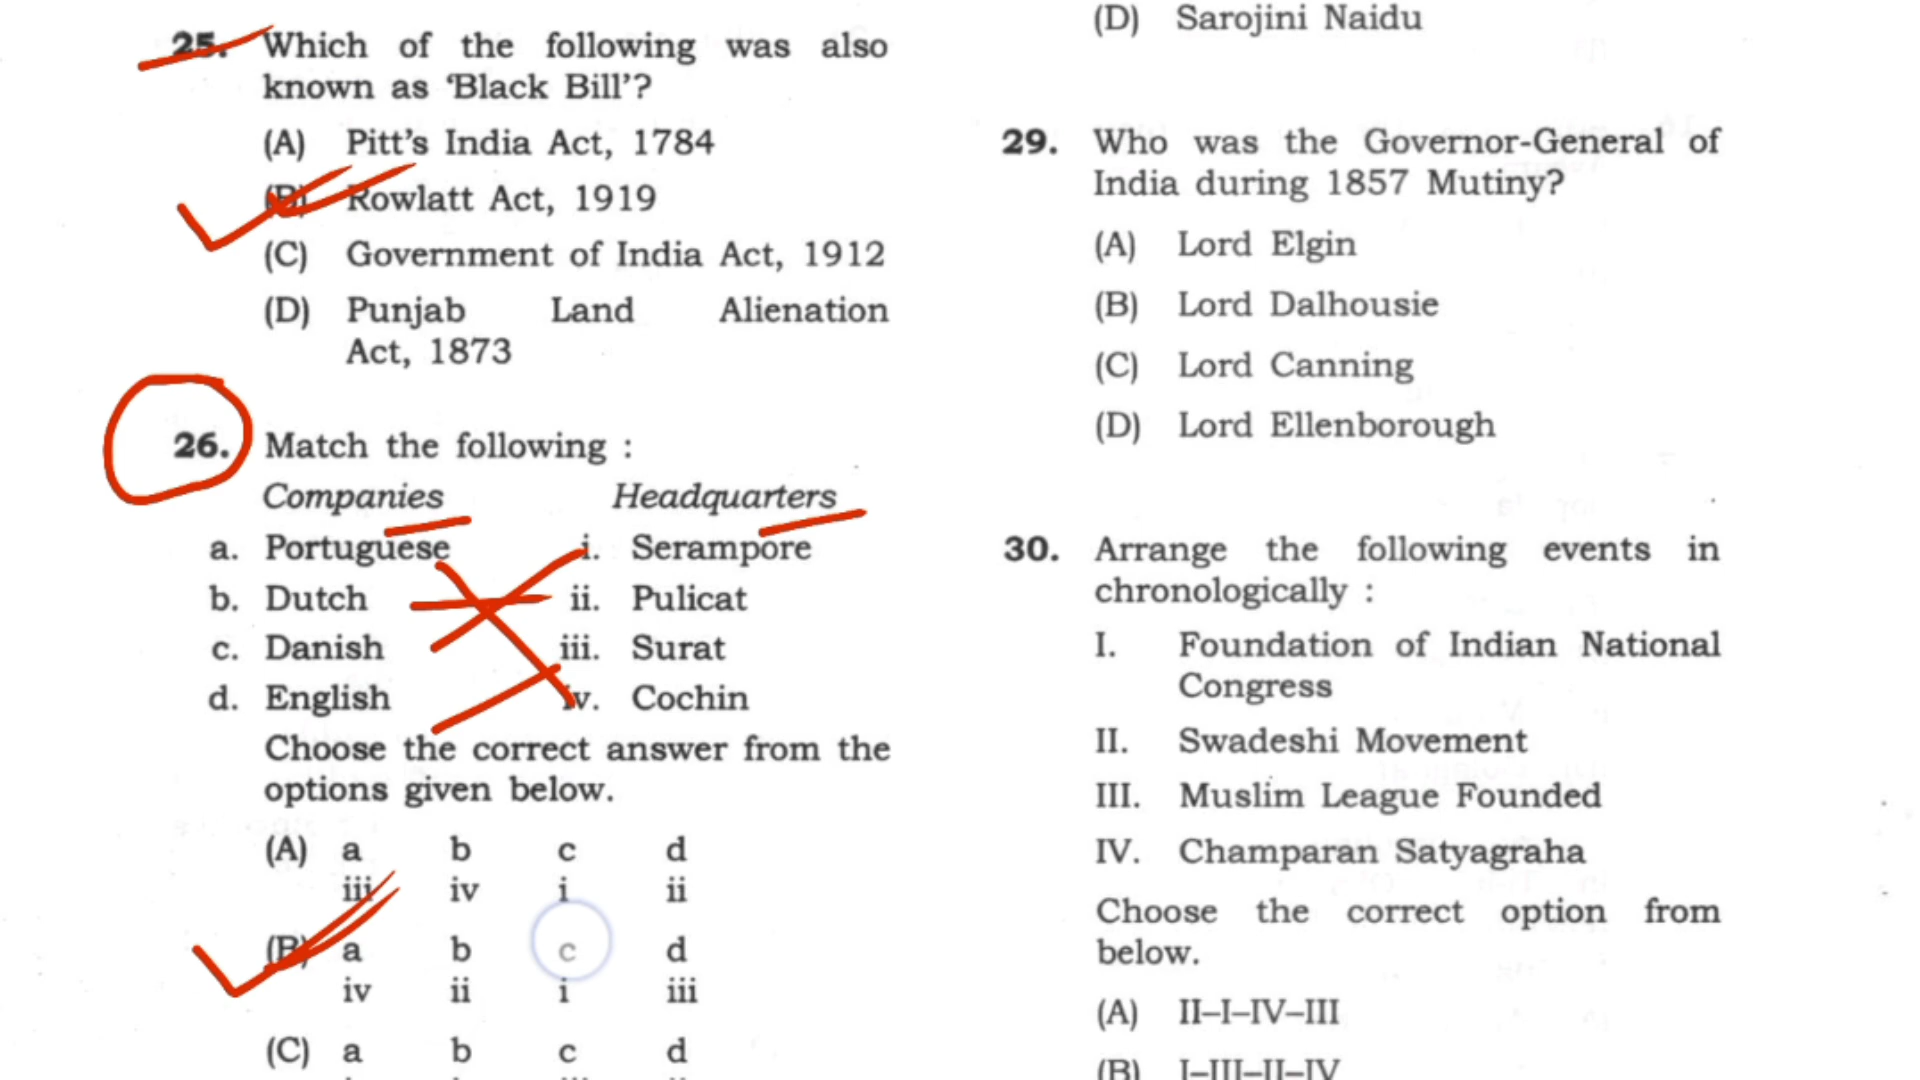 25. Which of the following was also
known as ‘Black Bill’?
(A) Pitt’s India Act, 1784
(B) Rowlatt Act, 1919
(C) Government of India Act, 1912
(D) Punjab Land Alienation
Act, 1873
26. Match the following :
Companies Headquarters
a. Portuguese i. Serampore
b. Dutch ii. Pulicat
c. Danish iii. Surat
d. English iv. Cochin
Choose the correct answer from the
options given below.
(A) a b c d
iii iv i ii
(B) a b c d
iv ii i iii
(C) a b c d
(D) Sarojini Naidu
29. Who was the Governor-General of
India during 1857 Mutiny?
(A) Lord Elgin
(B) Lord Dalhousie
(C) Lord Canning
(D) Lord Ellenborough
30. Arrange the following events in
chronologically :
I. Foundation of Indian National
Congress
II. Swadeshi Movement
III. Muslim League Founded
IV. Champaran Satyagraha
Choose the correct option from
below.
(A) II–I–IV–III
(B) I–III–II–IV